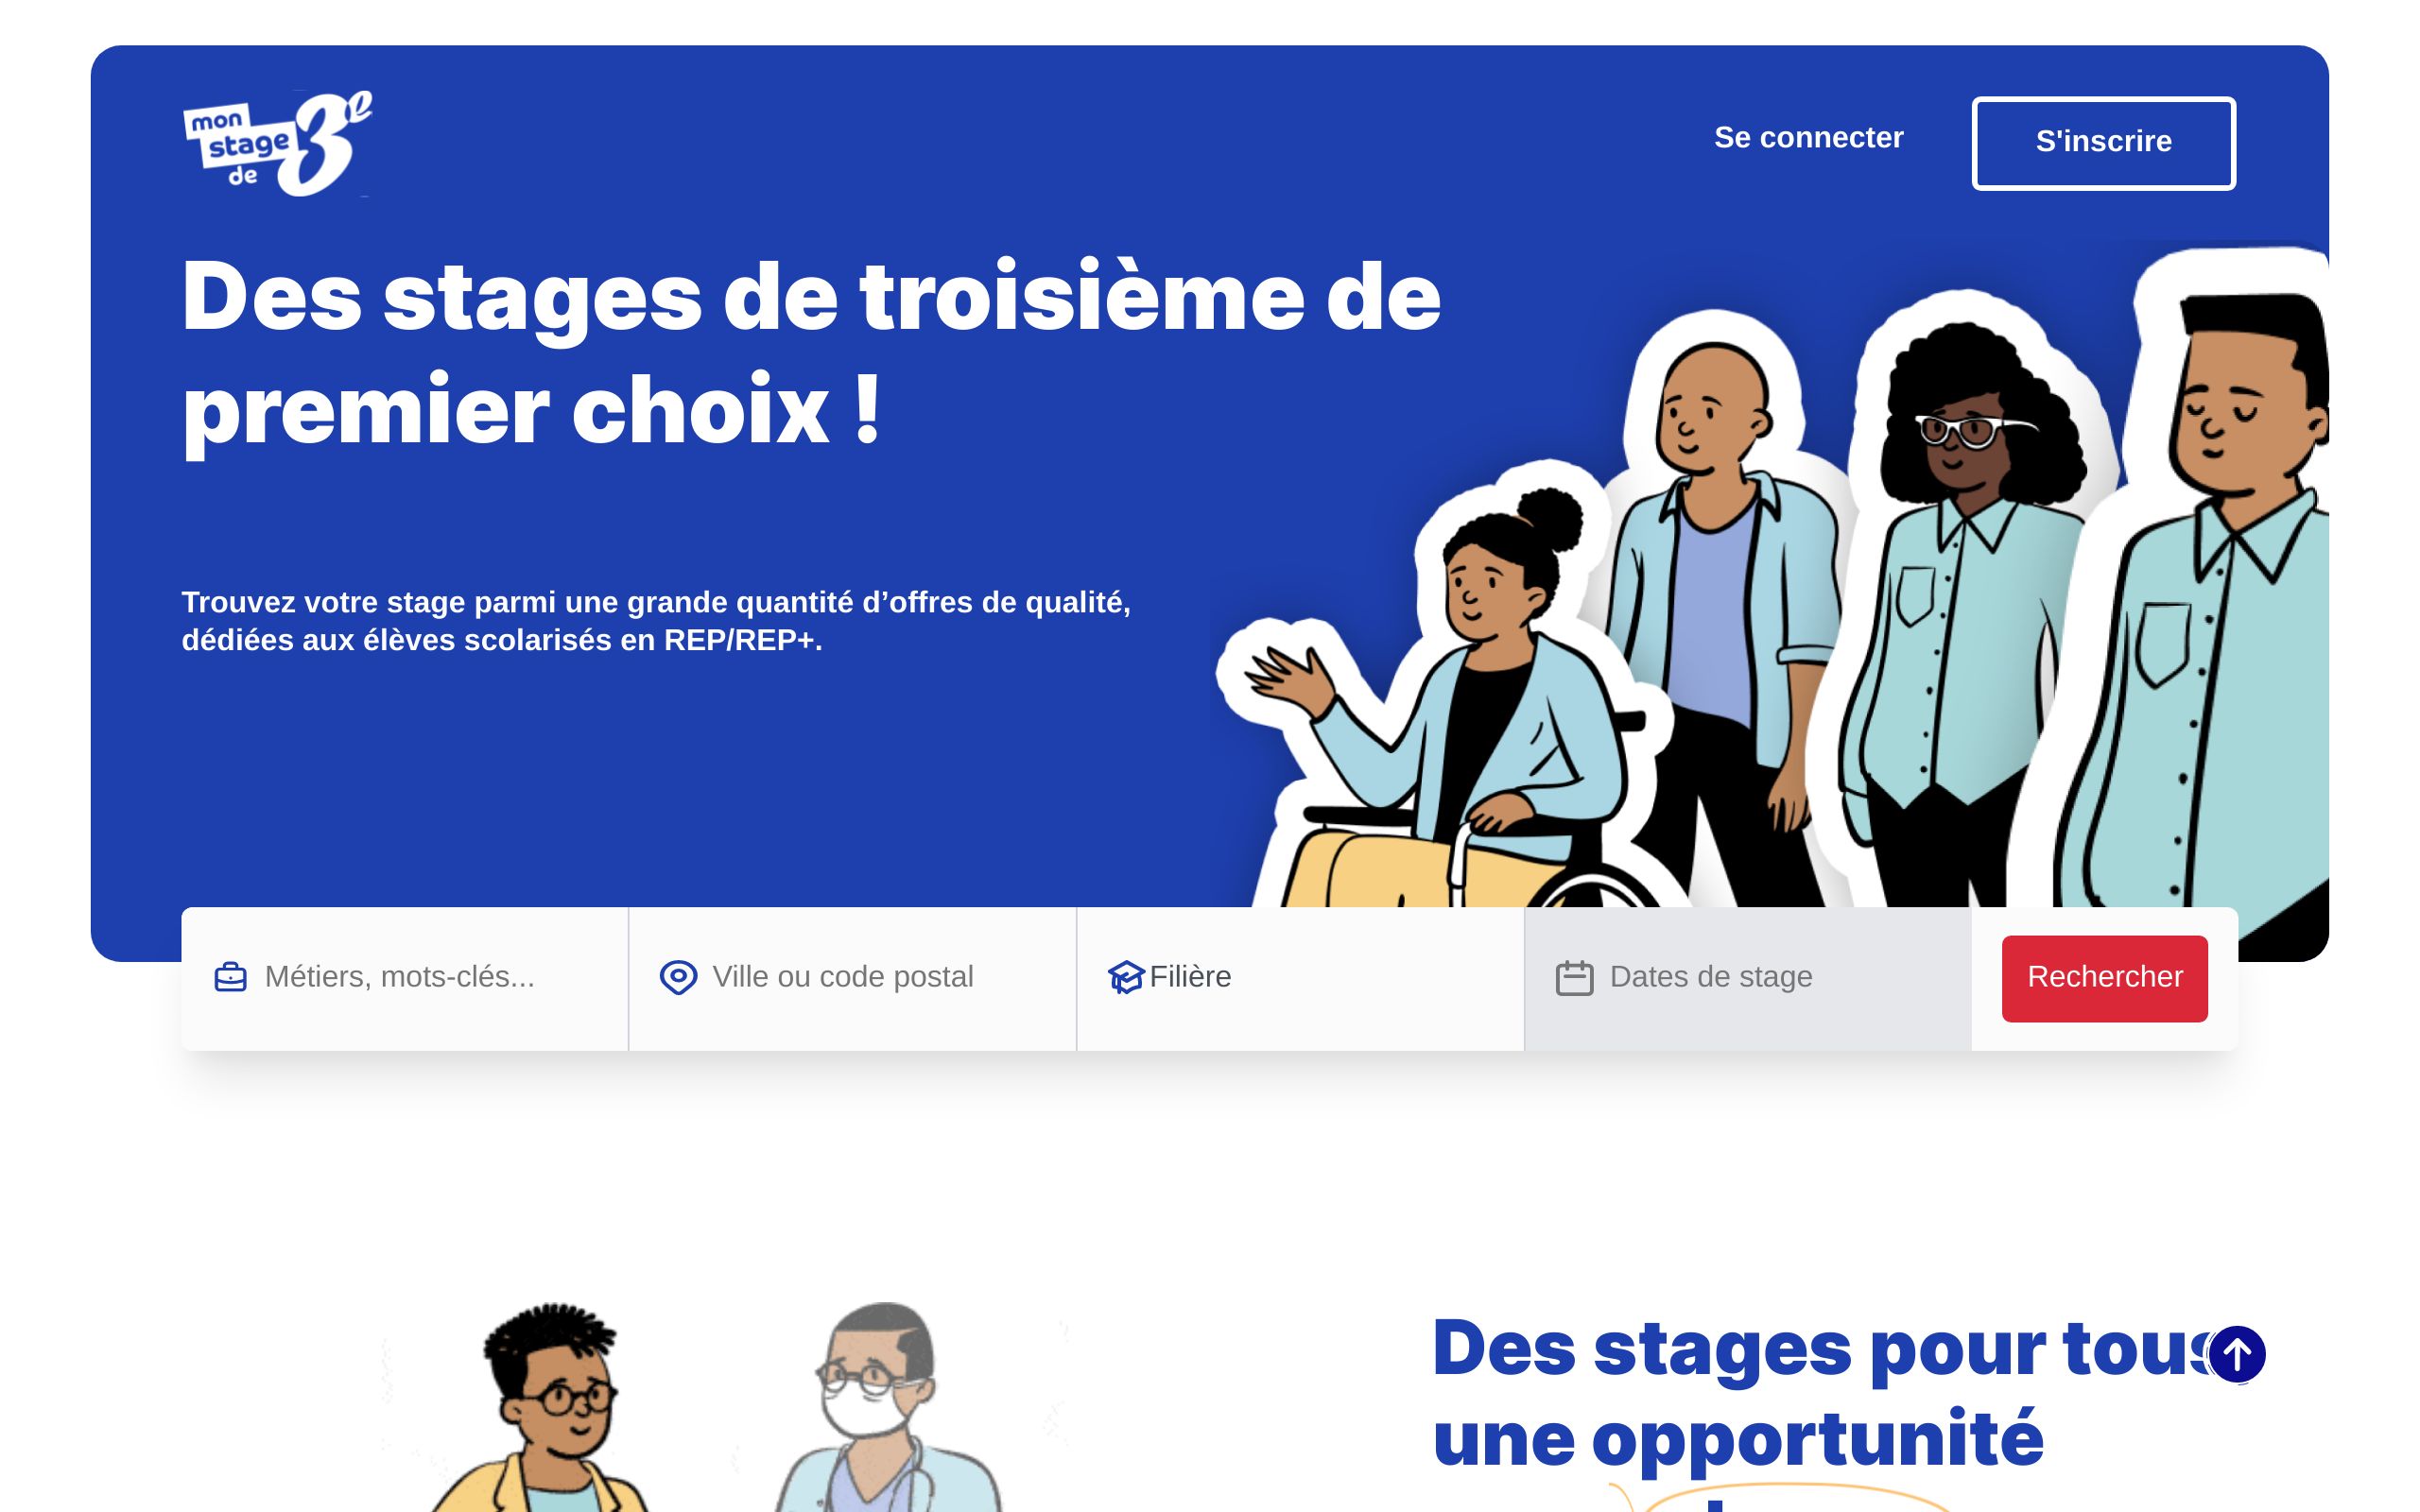 mon
stage
de 3e
Se connecter
S'inscrire
Des stages de troisième de
premier choix !
Trouvez votre stage parmi une grande quantité d’offres de qualité,
dédiées aux élèves scolarisés en REP/REP+.
Métiers, mots-clés...
Ville ou code postal
Filière
Dates de stage
Rechercher
Des stages pour tous
une opportunité